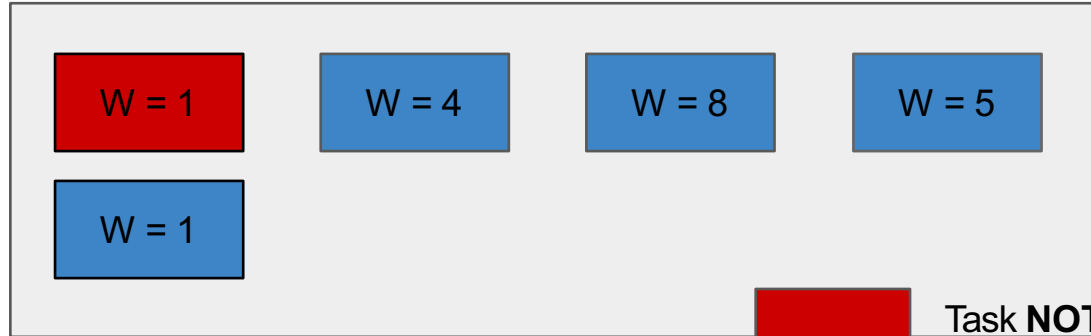 W = 1
W = 4
W = 8
W = 5
W = 1
Task NOT